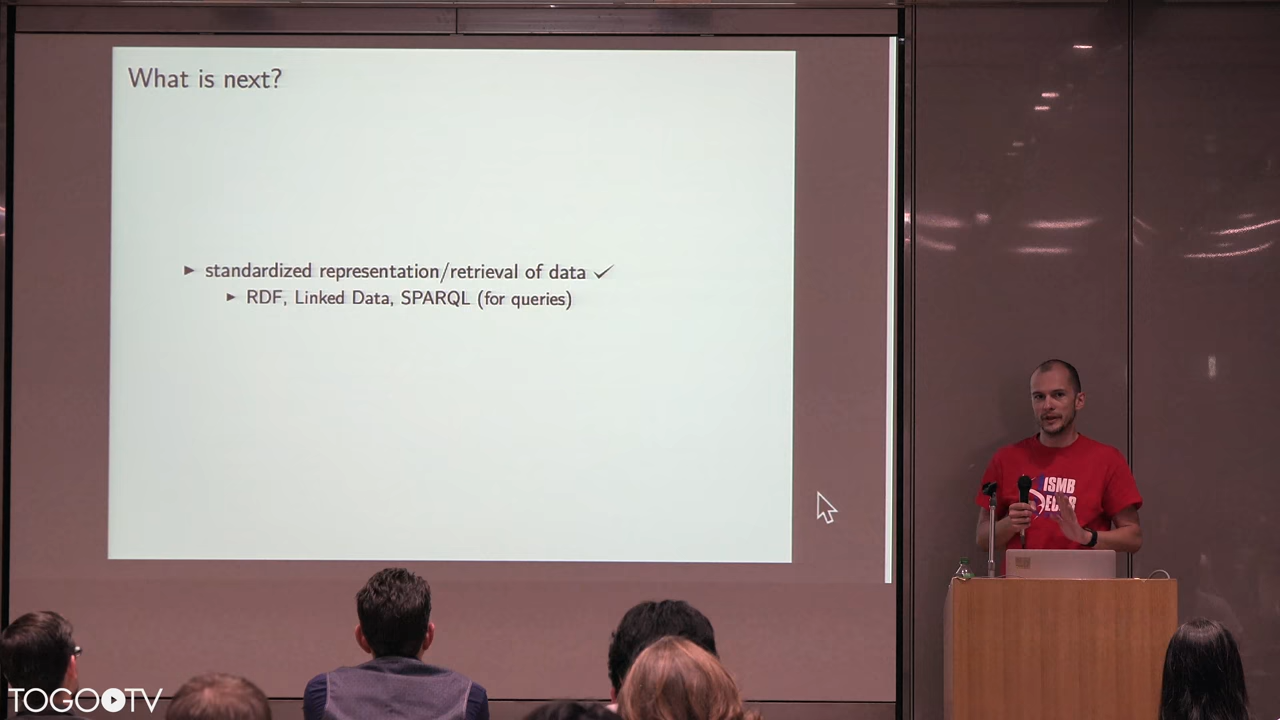 What is next?
▶ standardized representation/retrieval of data ✓
▶ RDF, Linked Data, SPARQL (for queries)
ISMB
TOGOTV